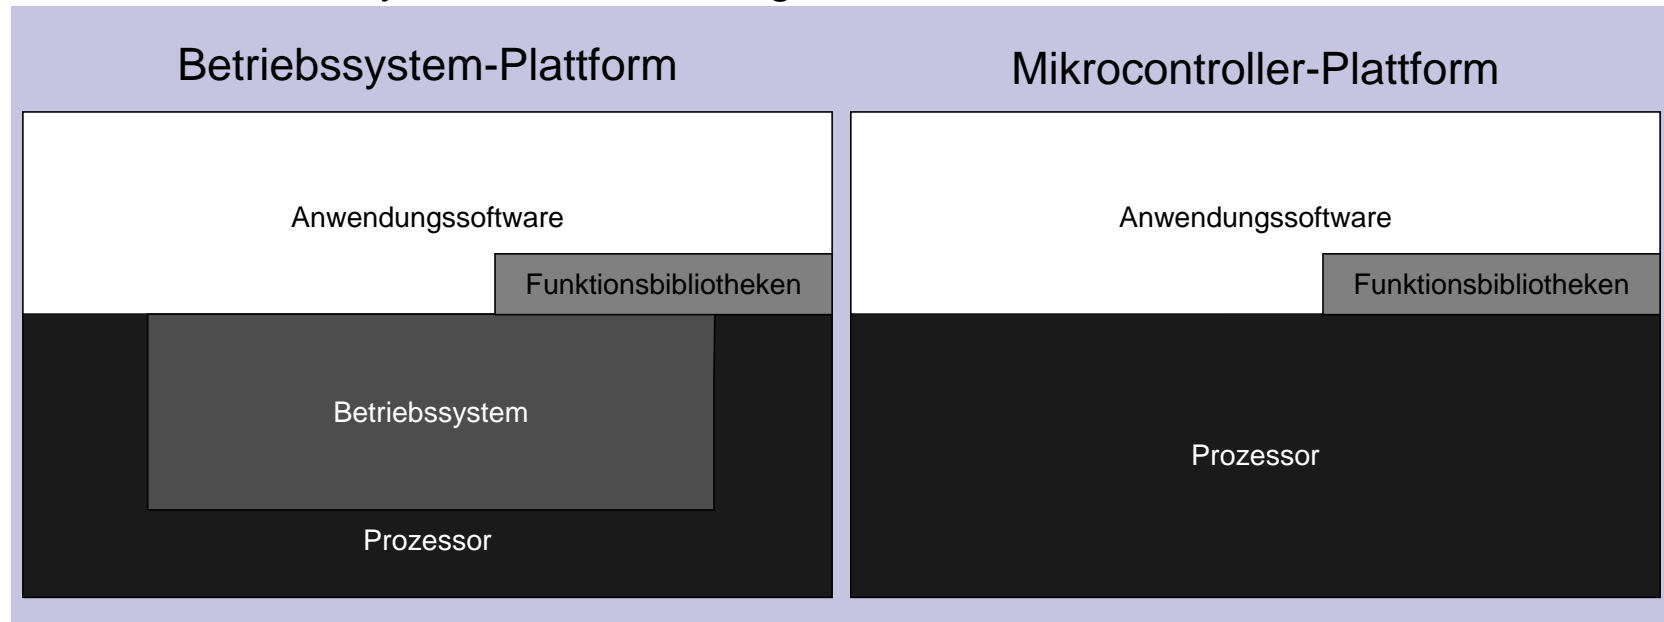 Betriebssystem-Plattform
Mikrocontroller-Plattform
Anwendungssoftware
Funktionsbibliotheken
Betriebssystem
Prozessor
Anwendungssoftware
Funktionsbibliotheken
Prozessor